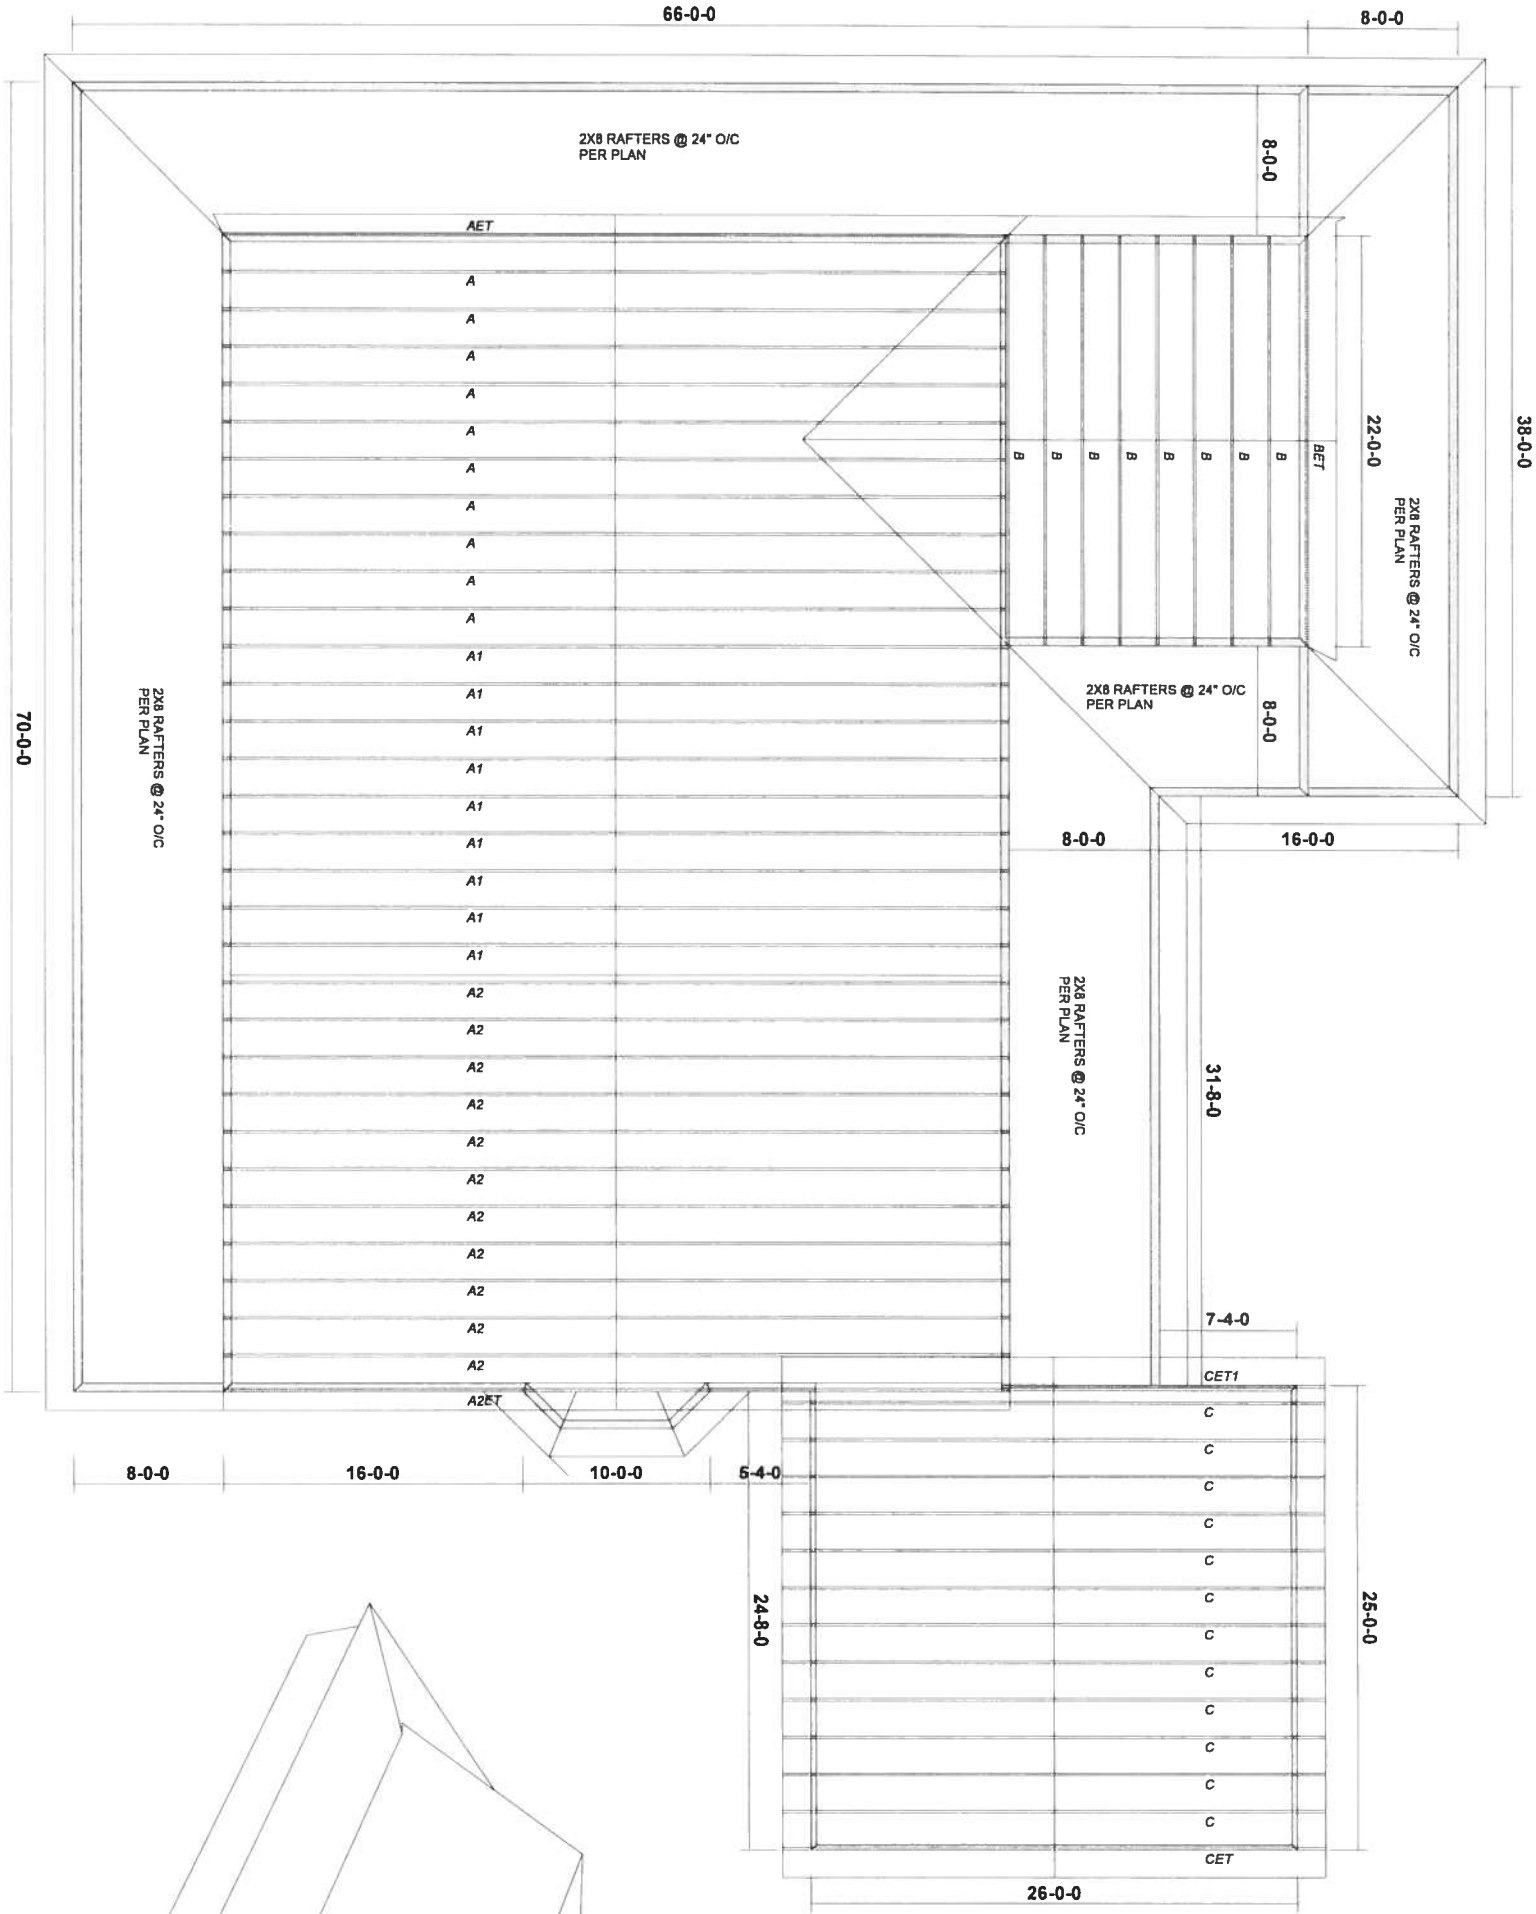 66-0-0
8-0-0
2X8 RAFTERS @ 24" O/C
PER PLAN
8-0-0
AET
A
A
A
A
A
A
A
A
A
A
A1
A1
A1
A1
A1
A1
A1
A1
A1
A2
A2
A2
A2
A2
A2
A2
A2
A2
A2
A2
A2ET
B
B
B
B
B
B
B
B
BET
22-0-0
38-0-0
2X8 RAFTERS @ 24" O/C
PER PLAN
2X8 RAFTERS @ 24" O/C
PER PLAN
8-0-0
70-0-0
2X8 RAFTERS @ 24" O/C
PER PLAN
8-0-0
16-0-0
2X8 RAFTERS @ 24" O/C
PER PLAN
31-8-0
7-4-0
CET1
C
C
C
C
C
C
C
C
C
C
C
C
CET
8-0-0
16-0-0
10-0-0
5-4-0
24-8-0
25-0-0
26-0-0